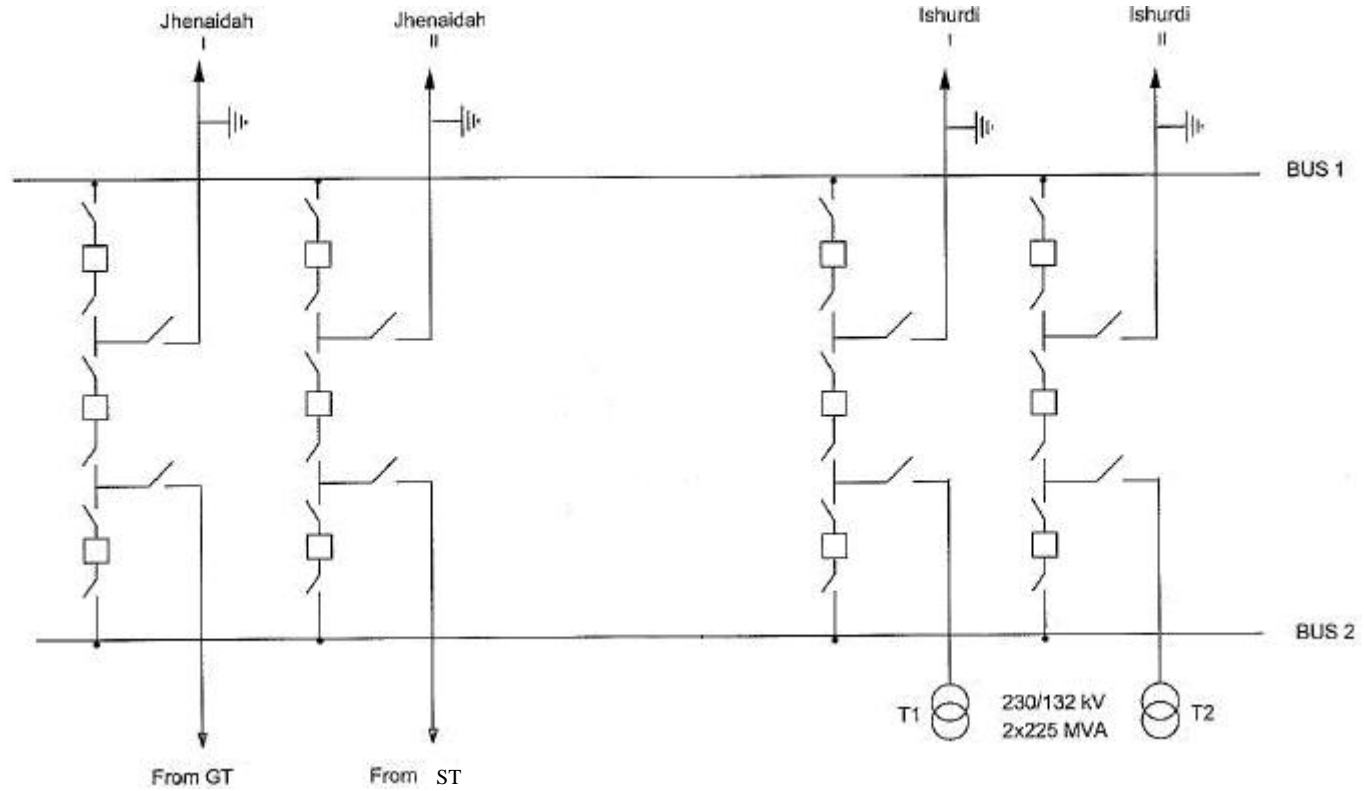 Jhenaidah
I
Jhenaidah
II
Ishurdi
I
Ishurdi
II
BUS 1
BUS 2
T1
230/132 kV
2x225 MVA
T2
From GT
From ST